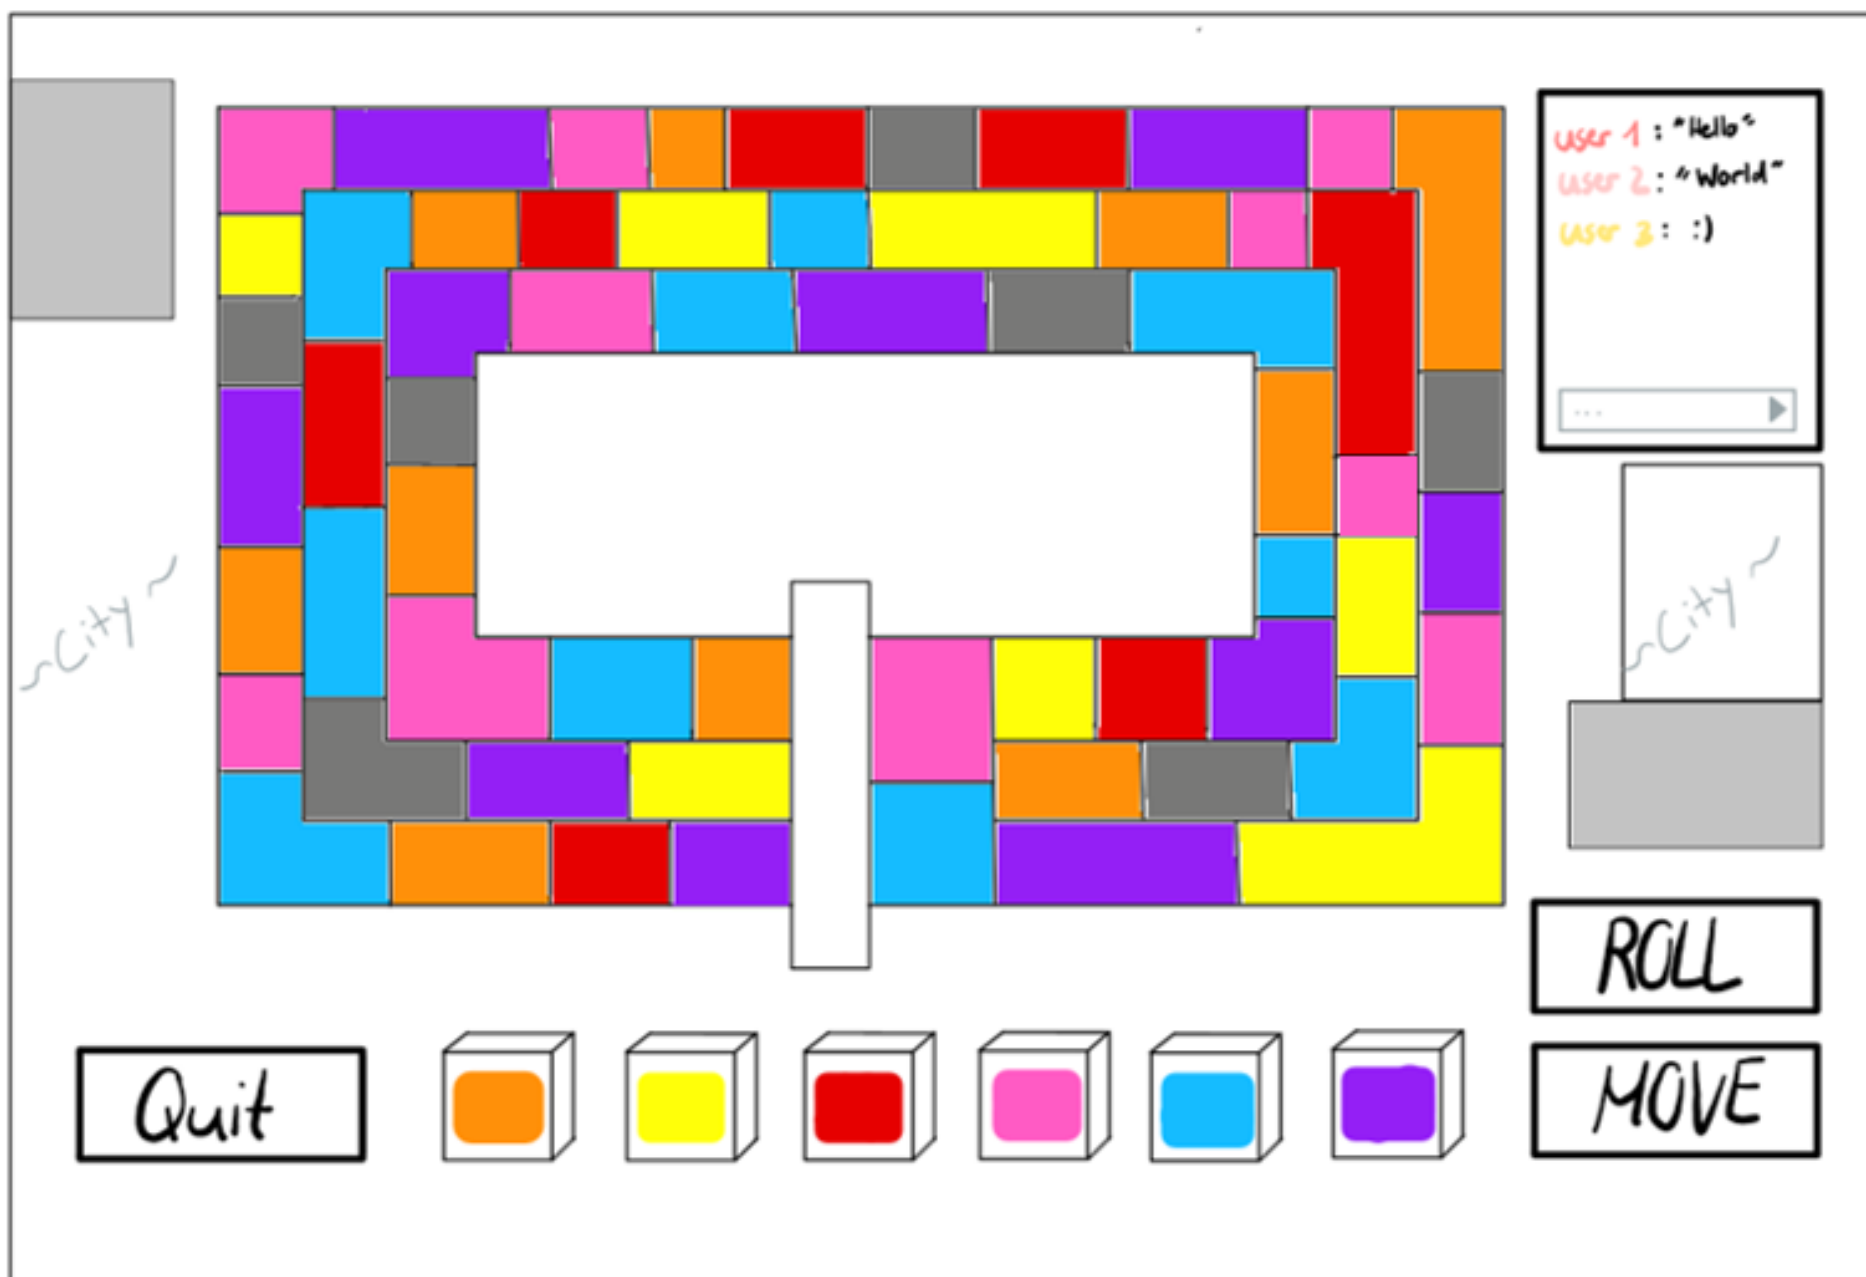 user 1 : "Hello"
user 2 : "World"
user 3 : :)
...
~City~
~City~
ROLL
Quit
MOVE